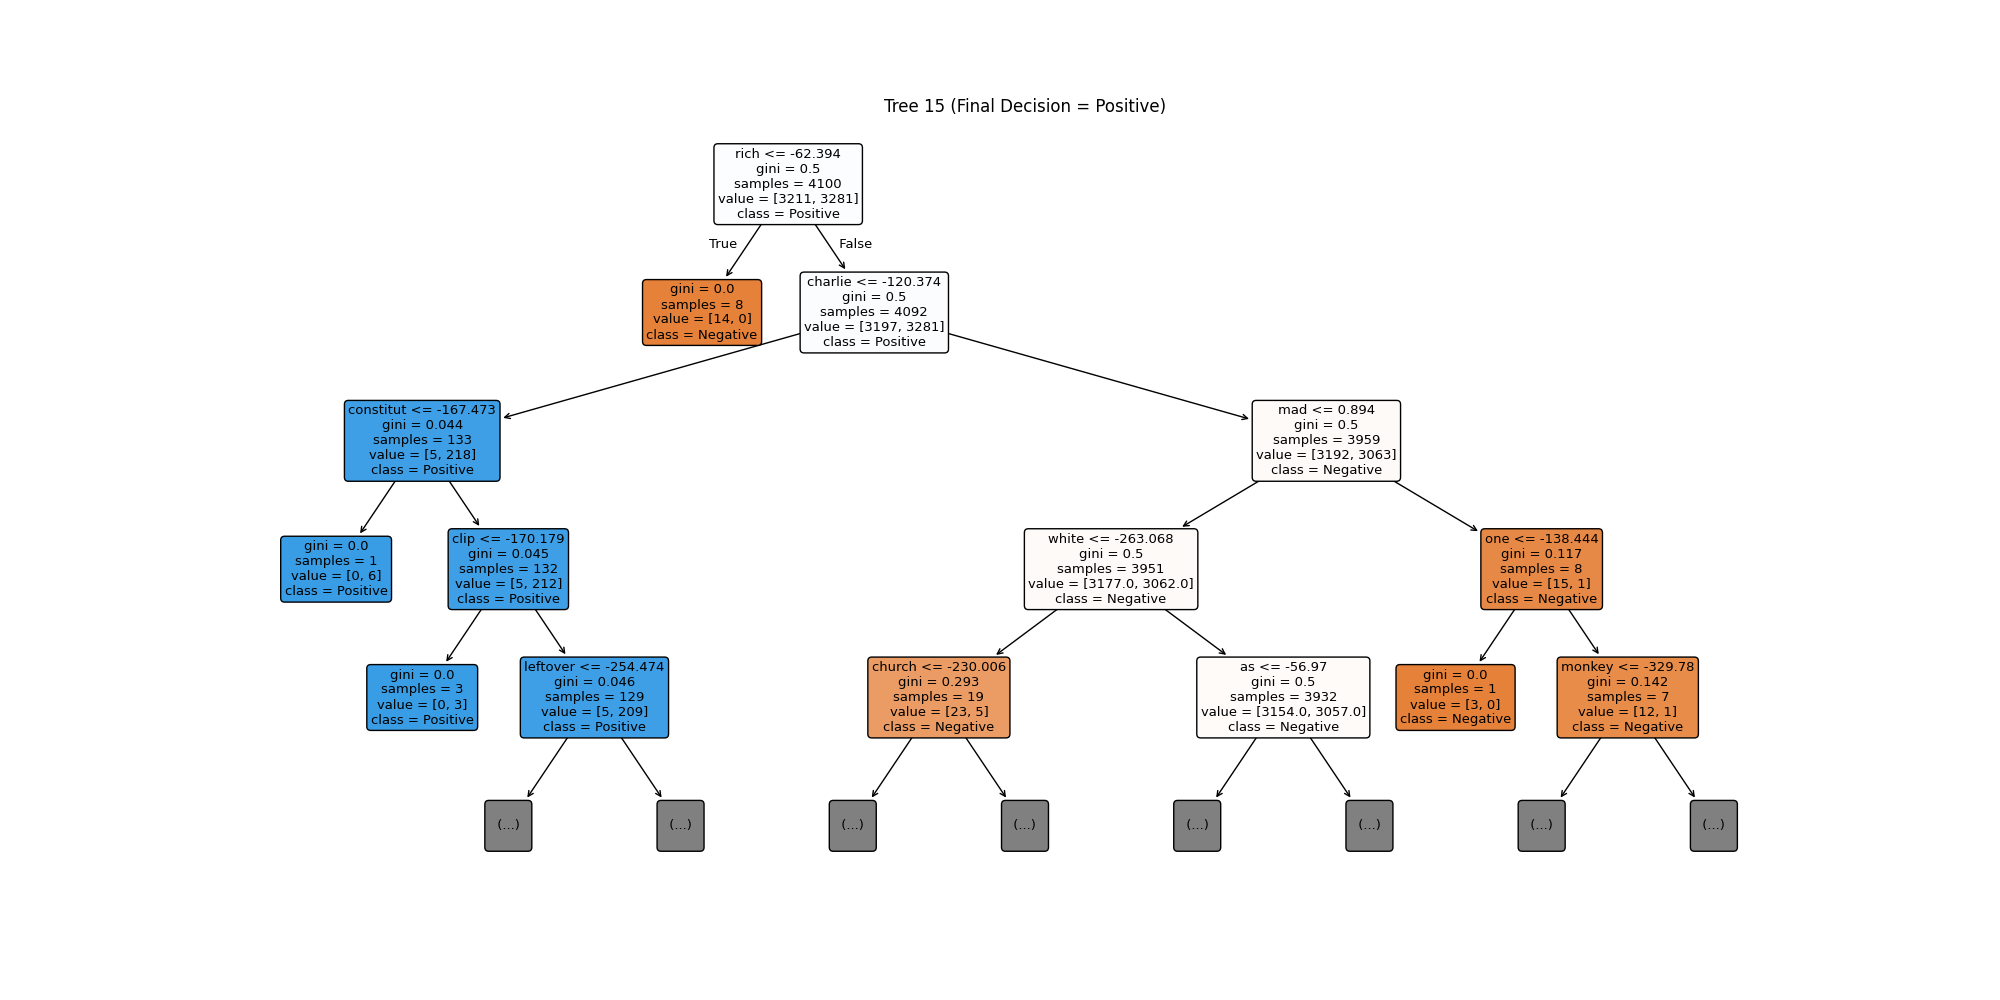 Tree 15 (Final Decision = Positive)
rich <= -62.394
gini = 0.5
samples = 4100
value = [3211, 3281]
class = Positive
True
False
gini = 0.0
samples = 8
value = [14, 0]
class = Negative
charlie <= -120.374
gini = 0.5
samples = 4092
value = [3197, 3281]
class = Positive
constitut <= -167.473
gini = 0.044
samples = 133
value = [5, 218]
class = Positive
mad <= 0.894
gini = 0.5
samples = 3959
value = [3192, 3063]
class = Negative
gini = 0.0
samples = 1
value = [0, 6]
class = Positive
clip <= -170.179
gini = 0.045
samples = 132
value = [5, 212]
class = Positive
white <= -263.068
gini = 0.5
samples = 3951
value = [3177.0, 3062.0]
class = Negative
one <= -138.444
gini = 0.117
samples = 8
value = [15, 1]
class = Negative
gini = 0.0
samples = 3
value = [0, 3]
class = Positive
leftover <= -254.474
gini = 0.046
samples = 129
value = [5, 209]
class = Positive
church <= -230.006
gini = 0.293
samples = 19
value = [23, 5]
class = Negative
as <= -56.97
gini = 0.5
samples = 3932
value = [3154.0, 3057.0]
class = Negative
gini = 0.0
samples = 1
value = [3, 0]
class = Negative
monkey <= -329.78
gini = 0.142
samples = 7
value = [12, 1]
class = Negative
(...)
(...)
(...)
(...)
(...)
(...)
(...)
(...)